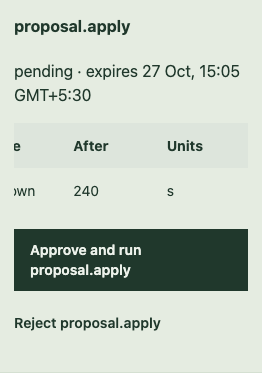 proposal.apply
pending · expires 27 Oct, 15:05
GMT+5:30
e After Units
own 240 s
Approve and run
proposal.apply
Reject proposal.apply